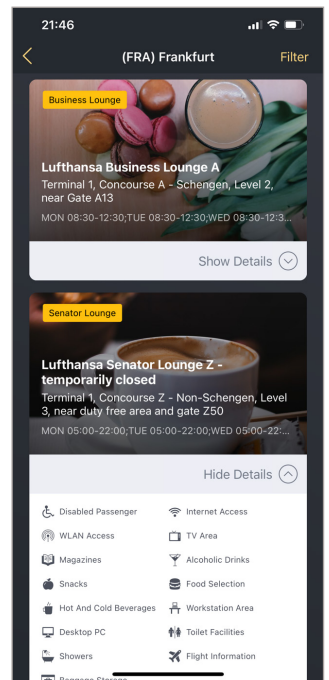 21:46
(FRA) Frankfurt
Filter
Business Lounge
Lufthansa Business Lounge A
Terminal 1, Concourse A - Schengen, Level 2,
near Gate A13
MON 08:30-12:30;TUE 08:30-12:30;WED 08:30-12:3...
Show Details
Senator Lounge
Lufthansa Senator Lounge Z -
temporarily closed
Terminal 1, Concourse Z - Non-Schengen, Level
3, near duty free area and gate Z50
MON 05:00-22:00;TUE 05:00-22:00;WED 05:00-22:...
Hide Details
Disabled Passenger
Internet Access
WLAN Access
TV Area
Magazines
Alcoholic Drinks
Snacks
Food Selection
Hot And Cold Beverages
Workstation Area
Desktop PC
Toilet Facilities
Showers
Flight Information
Baggage Storage